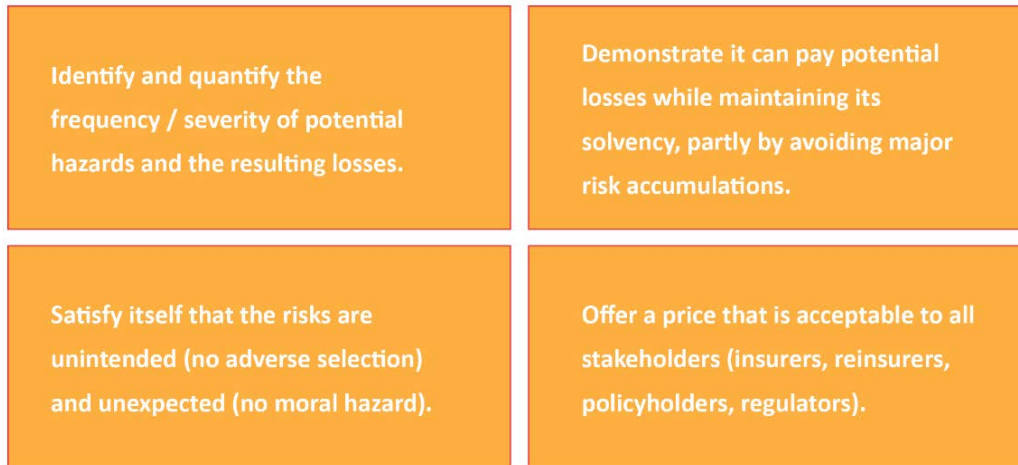 Identify and quantify the
frequency / severity of potential
hazards and the resulting losses.
Demonstrate it can pay potential
losses while maintaining its
solvency, partly by avoiding major
risk accumulations.
Satisfy itself that the risks are
unintended (no adverse selection)
and unexpected (no moral hazard).
Offer a price that is acceptable to all
stakeholders (insurers, reinsurers,
policyholders, regulators).